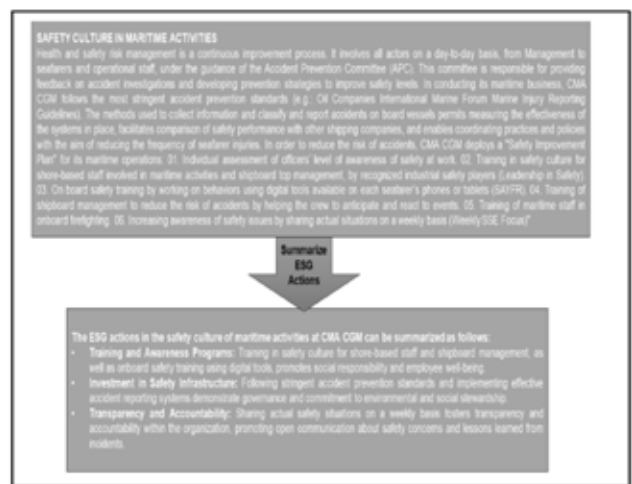 SAFETY CULTURE IN MARITIME ACTIVITIES
Health and safety risk management is a continuous improvement process. It involves all actors on a day-to-day basis, from Management to
seafarers and operational staff, under the guidance of the Accident Prevention Committee (APC). This committee is responsible for providing
feedback on accident investigations and developing prevention strategies to improve safety levels. In conducting its maritime business, CMA
CGM follows the most stringent accident prevention standards (e.g.: Oil Companies International Marine Forum Marine Injury Reporting
Guidelines). The methods used to collect information and classify and report accidents on board vessels permits measuring the effectiveness of
the systems in place, facilitates comparison of safety performance with other shipping companies, and enables coordinating practices and policies
with the aim of reducing the frequency of seafarer injuries. In order to reduce the risk of accidents, CMA CGM deploys a "Safety Improvement
Plan" for its maritime operations: 01. Individual assessment of officers' level of awareness of safety at work. 02. Training in safety culture for
shore-based staff involved in maritime activities and shipboard top management, by recognized industrial safety players (Leadership in Safety).
03. On board safety training by working on behaviours using digital tools available on each seafarer's phones or tablets (SAYFR). 04. Training of
shipboard management to reduce the risk of accidents by helping the crew to anticipate and react to events. 05. Training of maritime staff in
onboard firefighting. 06. Increasing awareness of safety issues by sharing actual situations on a weekly basis (Weekly SSE Focus)"
Summarize
ESG
Actions
The ESG actions in the safety culture of maritime activities at CMA CGM can be summarized as follows:
• Training and Awareness Programs: Training in safety culture for shore-based staff and shipboard management, as
well as onboard safety training using digital tools, promotes social responsibility and employee well-being.
• Investment in Safety Infrastructure: Following stringent accident prevention standards and implementing effective
accident reporting systems demonstrate governance and commitment to environmental and social stewardship.
• Transparency and Accountability: Sharing actual safety situations on a weekly basis fosters transparency and
accountability within the organization, promoting open communication about safety concerns and lessons learned from
incidents.